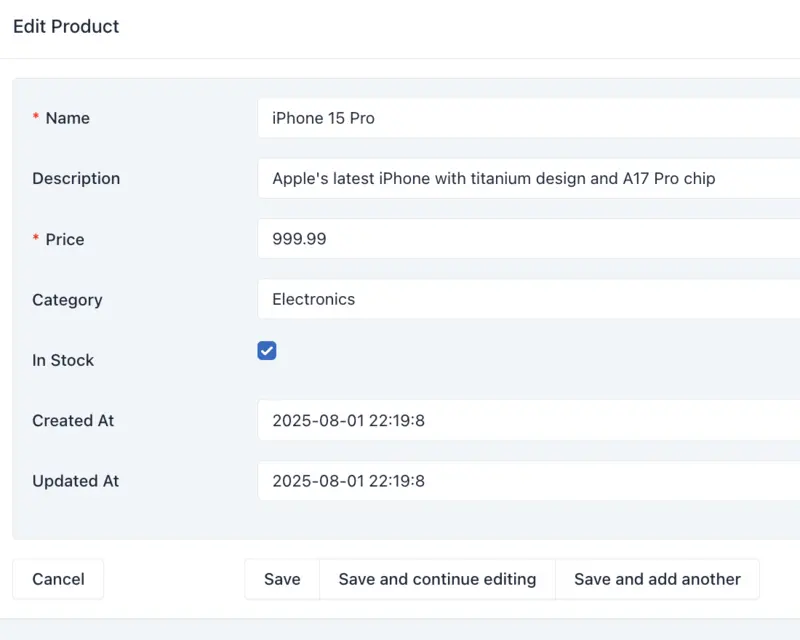 Edit Product
* Name iPhone 15 Pro
Description Apple's latest iPhone with titanium design and A17 Pro chip
* Price 999.99
Category Electronics
In Stock
Created At 2025-08-01 22:19:8
Updated At 2025-08-01 22:19:8
Cancel Save Save and continue editing Save and add another